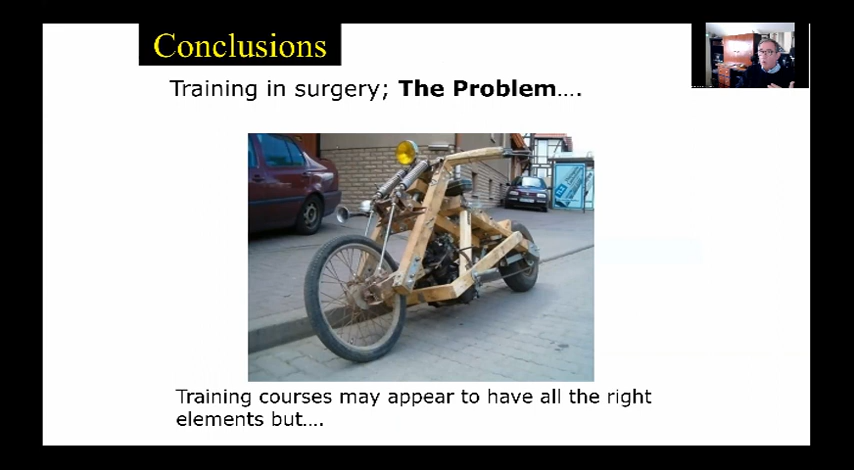 Conclusions
Training in surgery; The Problem….
Training courses may appear to have all the right
elements but….